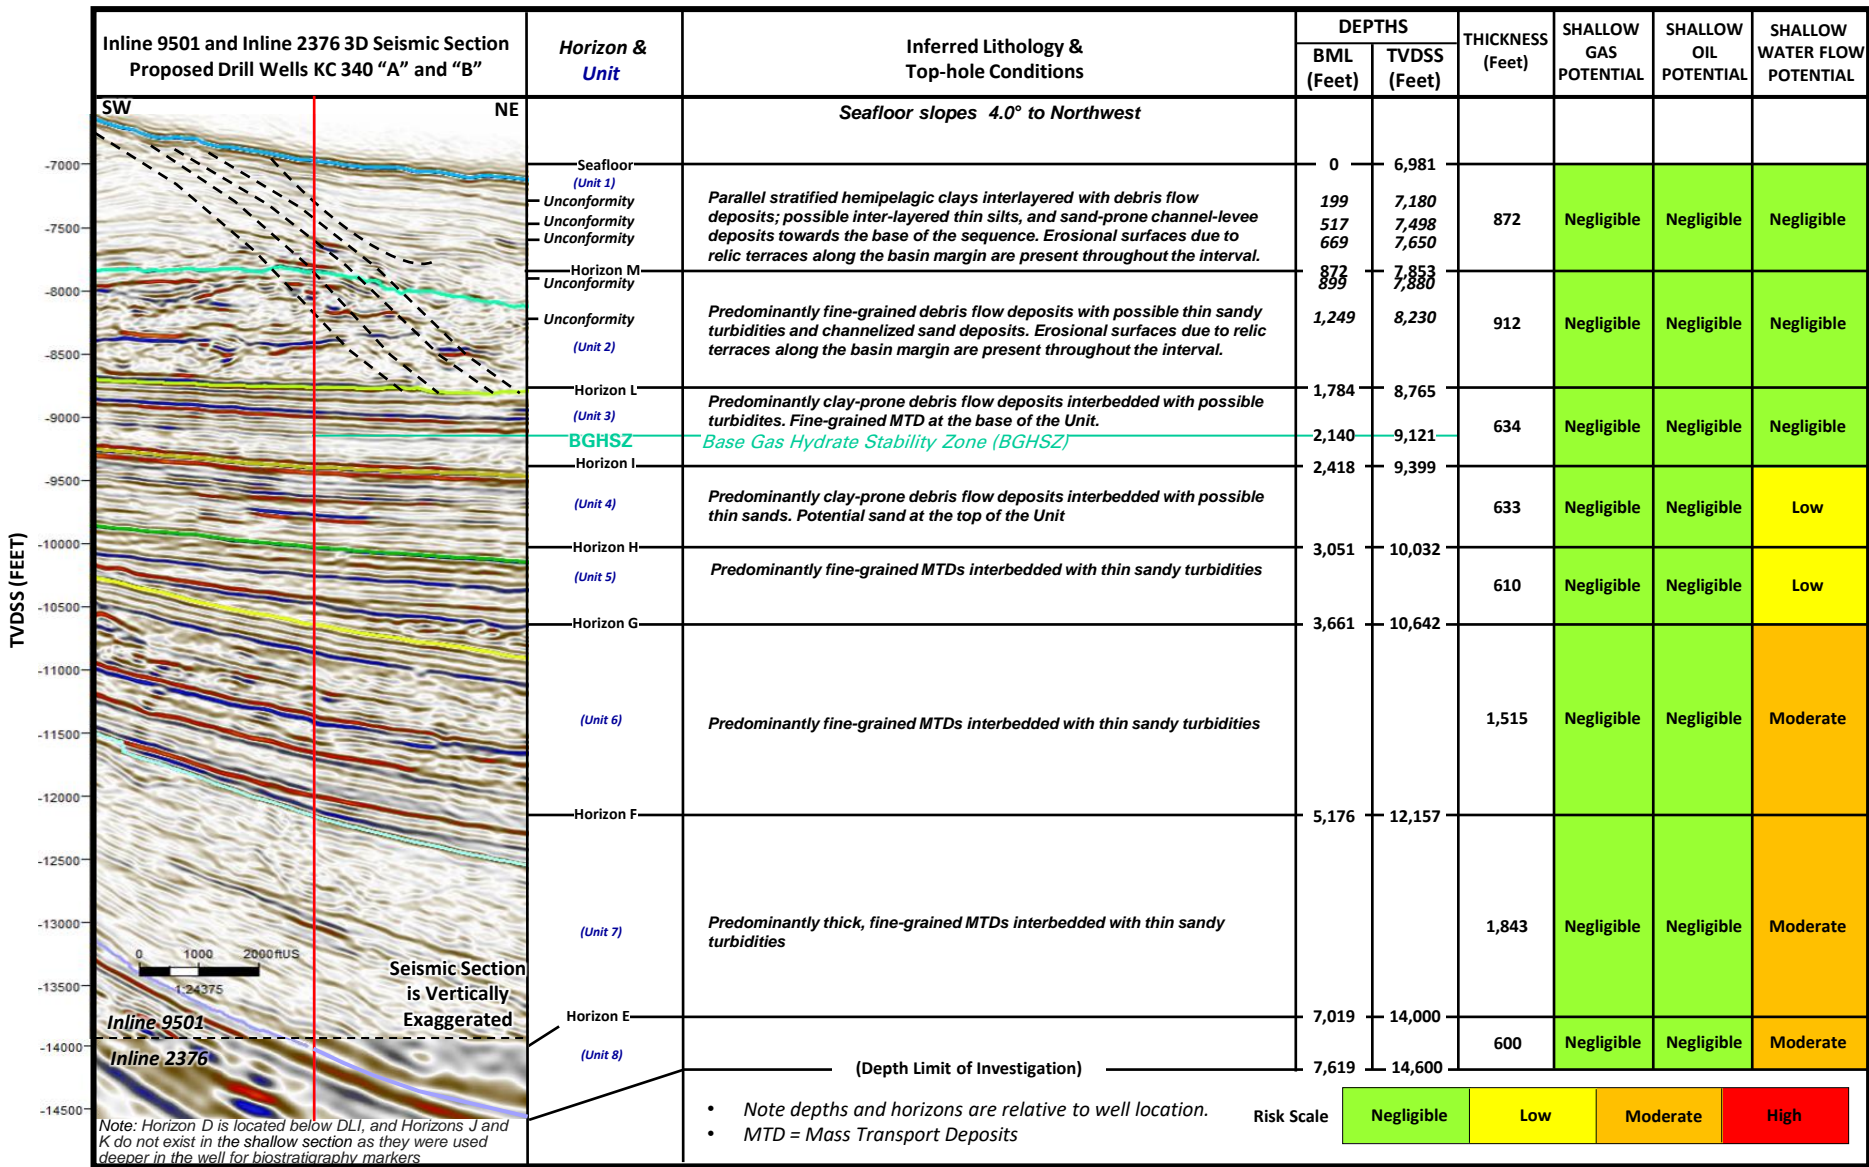 Inline 9501 and Inline 2376 3D Seismic Section
Proposed Drill Wells KC 340 “A” and “B”
Horizon &
Unit
Inferred Lithology &
Top-hole Conditions
DEPTHS
BML
(Feet)
TVDSS
(Feet)
THICKNESS
(Feet)
SHALLOW
GAS
POTENTIAL
SHALLOW
OIL
POTENTIAL
SHALLOW
WATER FLOW
POTENTIAL
SW
NE
Seafloor slopes 4.0° to Northwest
TVDSS (FEET)
-7000
-7500
-8000
-8500
-9000
-9500
-10000
-10500
-11000
-11500
-12000
-12500
-13000
-13500
-14000
-14500
Seafloor
0
6,981
(Unit 1)
Unconformity
199
7,180
Unconformity
517
7,498
Unconformity
669
7,650
Parallel stratified hemipelagic clays interlayered with debris flow
deposits; possible inter-layered thin silts, and sand-prone channel-levee
deposits towards the base of the sequence. Erosional surfaces due to
relic terraces along the basin margin are present throughout the interval.
872
Negligible
Negligible
Negligible
Horizon M
872
7,853
Unconformity
899
7,880
Unconformity
1,249
8,230
(Unit 2)
Predominantly fine-grained debris flow deposits with possible thin sandy
turbidities and channelized sand deposits. Erosional surfaces due to relic
terraces along the basin margin are present throughout the interval.
912
Negligible
Negligible
Negligible
Horizon L
1,784
8,765
(Unit 3)
Predominantly clay-prone debris flow deposits interbedded with possible
turbidites. Fine-grained MTD at the base of the Unit.
634
Negligible
Negligible
Negligible
BGHSZ
Base Gas Hydrate Stability Zone (BGHSZ)
2,140
9,121
Horizon I
2,418
9,399
(Unit 4)
Predominantly clay-prone debris flow deposits interbedded with possible
thin sands. Potential sand at the top of the Unit
633
Negligible
Negligible
Low
Horizon H
3,051
10,032
(Unit 5)
Predominantly fine-grained MTDs interbedded with thin sandy turbidities
610
Negligible
Negligible
Low
Horizon G
3,661
10,642
(Unit 6)
Predominantly fine-grained MTDs interbedded with thin sandy turbidities
1,515
Negligible
Negligible
Moderate
Horizon F
5,176
12,157
(Unit 7)
Predominantly thick, fine-grained MTDs interbedded with thin sandy
turbidities
1,843
Negligible
Negligible
Moderate
Horizon E
7,019
14,000
(Unit 8)
600
Negligible
Negligible
Moderate
(Depth Limit of Investigation)
7,619
14,600
0 1000 2000ftUS
1:24375
Seismic Section
is Vertically
Exaggerated
Inline 9501
Inline 2376
Note: Horizon D is located below DLI, and Horizons J and
K do not exist in the shallow section as they were used
deeper in the well for biostratigraphy markers
• Note depths and horizons are relative to well location.
• MTD = Mass Transport Deposits
Risk Scale
Negligible
Low
Moderate
High